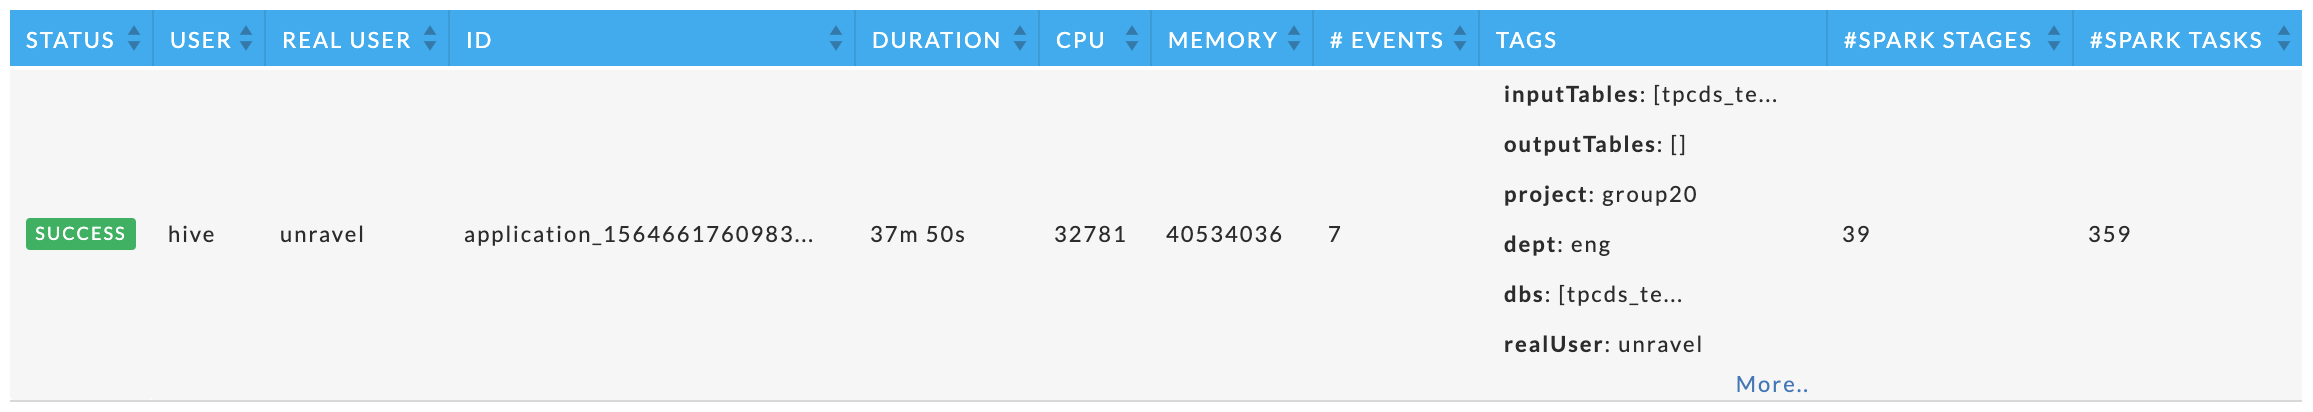 STATUS USER REAL USER ID DURATION CPU MEMORY # EVENTS TAGS #SPARK STAGES #SPARK TASKS
inputTables: [tpcds_te...
outputTables: []
project: group20
SUCCESS hive unravel application_1564661760983... 37m 50s 32781 40534036 7 39 359
dept: eng
dbs: [tpcds_te...
realUser: unravel
More..